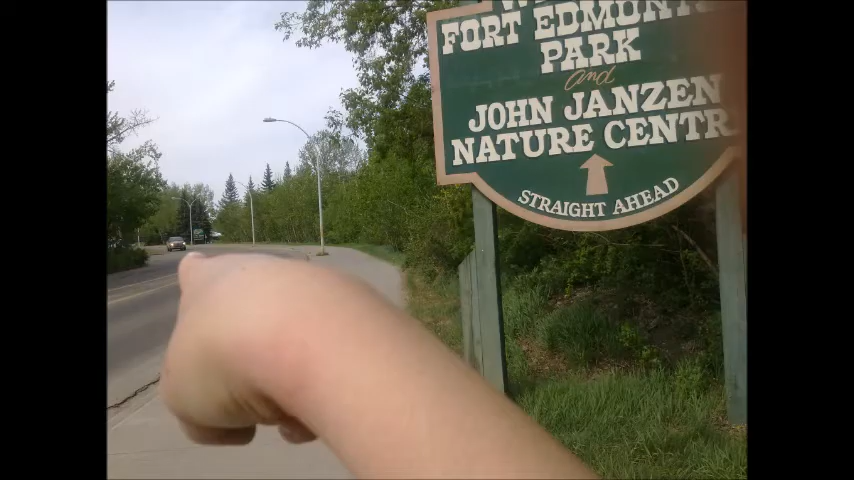 FORT EDMONTON
PARK
and
JOHN JANZEN
NATURE CENTRE
STRAIGHT AHEAD